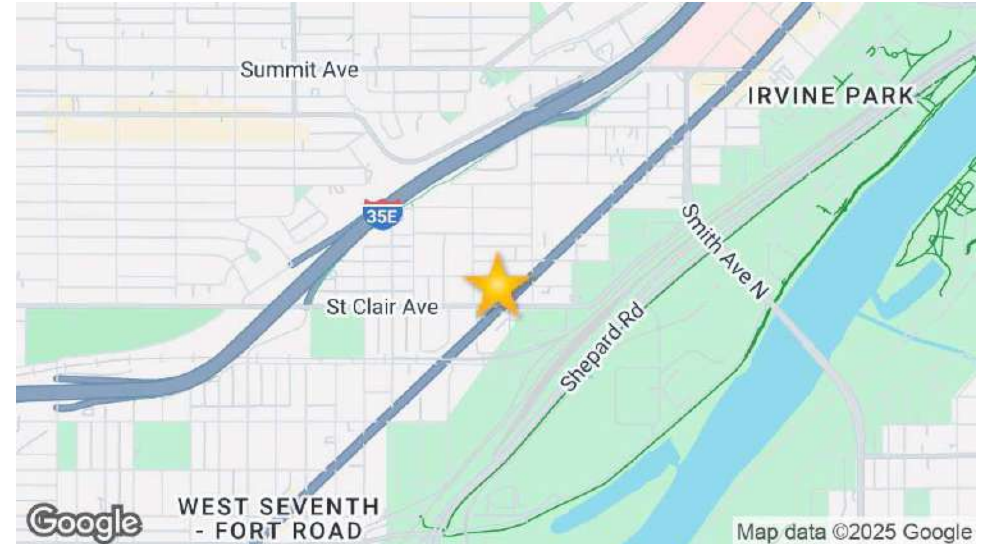 Summit Ave
IRVINE PARK
35E
Smith Ave N
St Clair Ave
Shepard Rd
WEST SEVENTH
- FORT ROAD
Google
Map data ©2025 Google